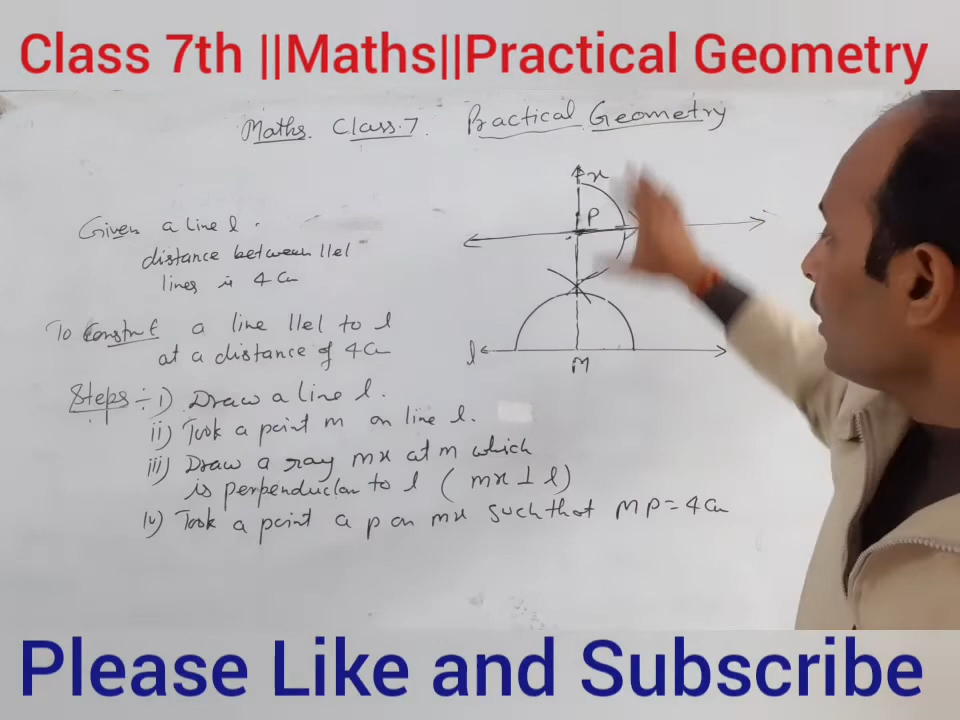 Class 7th ||Maths||Practical Geometry
Maths. Class.7. Practical Geometry
Given a line l.
distance between llel
lines is 4 cm
To Construct a line llel to l
at a distance of 4 cm
Steps :- i) Draw a line l.
ii) Took a point m on line l.
iii) Draw a ray mx at m which
is perpendicular to l ( mx ⊥ l )
iv) Took a point a p on mx such that MP = 4 cm
x
P
l
M
Please Like and Subscribe